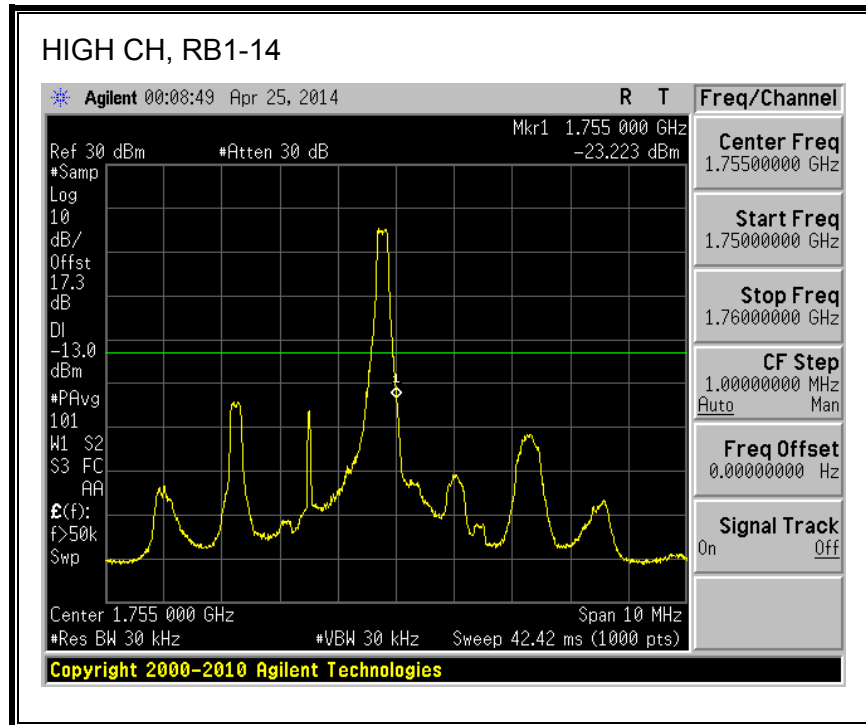 HIGH CH, RB1-14
Agilent 00:08:49 Apr 25, 2014 R T
Freq/Channel
Mkr1 1.755 000 GHz
Ref 30 dBm #Atten 30 dB -23.223 dBm
#Samp
Log
10
dB/
Offst
17.3
dB
DI
-13.0
dBm
#PAvg
101
W1 S2
S3 FC
AA
£(f):
f>50k
Swp
1
Center 1.755 000 GHz Span 10 MHz
#Res BW 30 kHz #VBW 30 kHz Sweep 42.42 ms (1000 pts)
Center Freq
1.75500000 GHz
Start Freq
1.75000000 GHz
Stop Freq
1.76000000 GHz
CF Step
1.00000000 MHz
Auto Man
Freq Offset
0.00000000 Hz
Signal Track
On Off
Copyright 2000-2010 Agilent Technologies